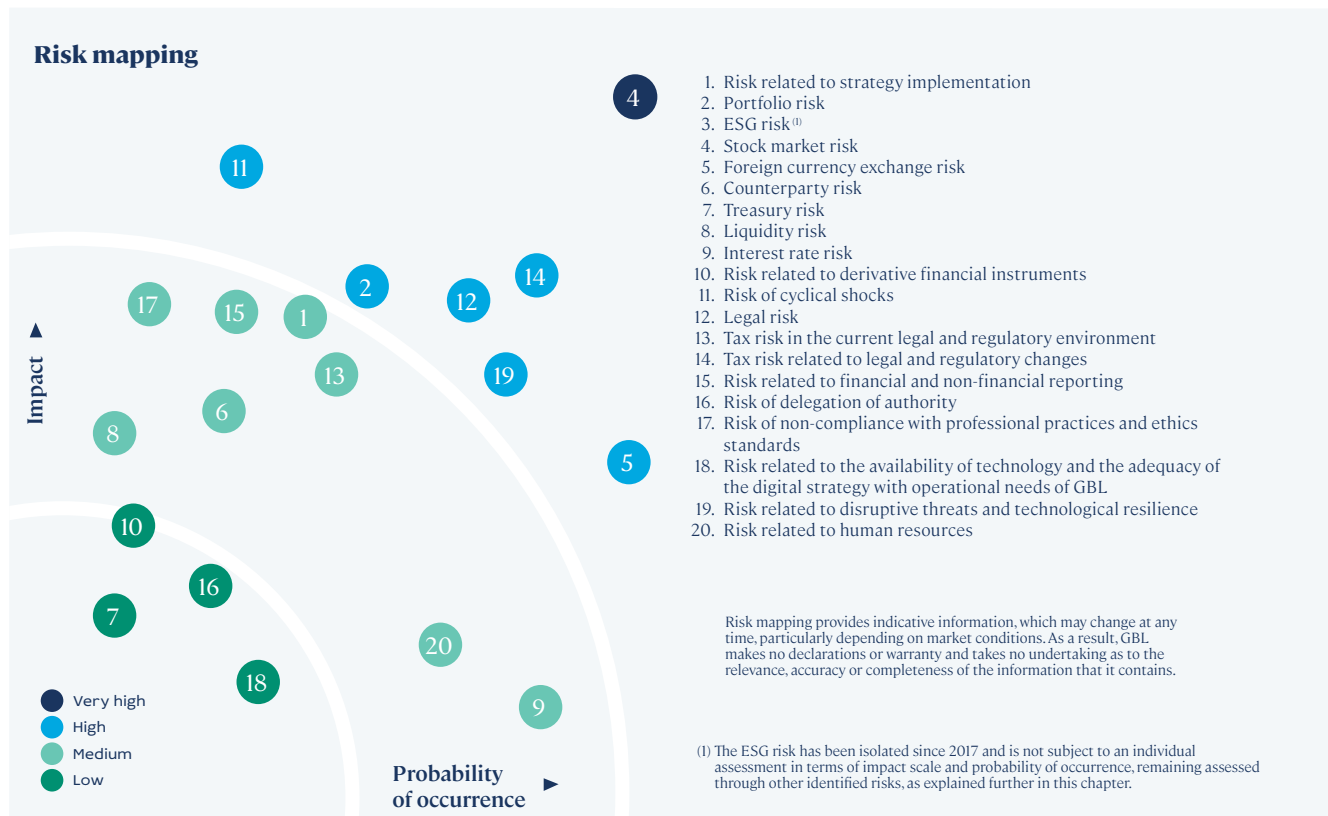 Risk mapping
4
11
14
2
12
17
15
1
13
19
6
8
5
10
16
7
20
18
9
Impact
Probability
of occurrence
Very high
High
Medium
Low
1. Risk related to strategy implementation
2. Portfolio risk
3. ESG risk (1)
4. Stock market risk
5. Foreign currency exchange risk
6. Counterparty risk
7. Treasury risk
8. Liquidity risk
9. Interest rate risk
10. Risk related to derivative financial instruments
11. Risk of cyclical shocks
12. Legal risk
13. Tax risk in the current legal and regulatory environment
14. Tax risk related to legal and regulatory changes
15. Risk related to financial and non-financial reporting
16. Risk of delegation of authority
17. Risk of non-compliance with professional practices and ethics
standards
18. Risk related to the availability of technology and the adequacy of
the digital strategy with operational needs of GBL
19. Risk related to disruptive threats and technological resilience
20. Risk related to human resources
Risk mapping provides indicative information, which may change at any
time, particularly depending on market conditions. As a result, GBL
makes no declarations or warranty and takes no undertaking as to the
relevance, accuracy or completeness of the information that it contains.
(1) The ESG risk has been isolated since 2017 and is not subject to an individual
assessment in terms of impact scale and probability of occurrence, remaining assessed
through other identified risks, as explained further in this chapter.